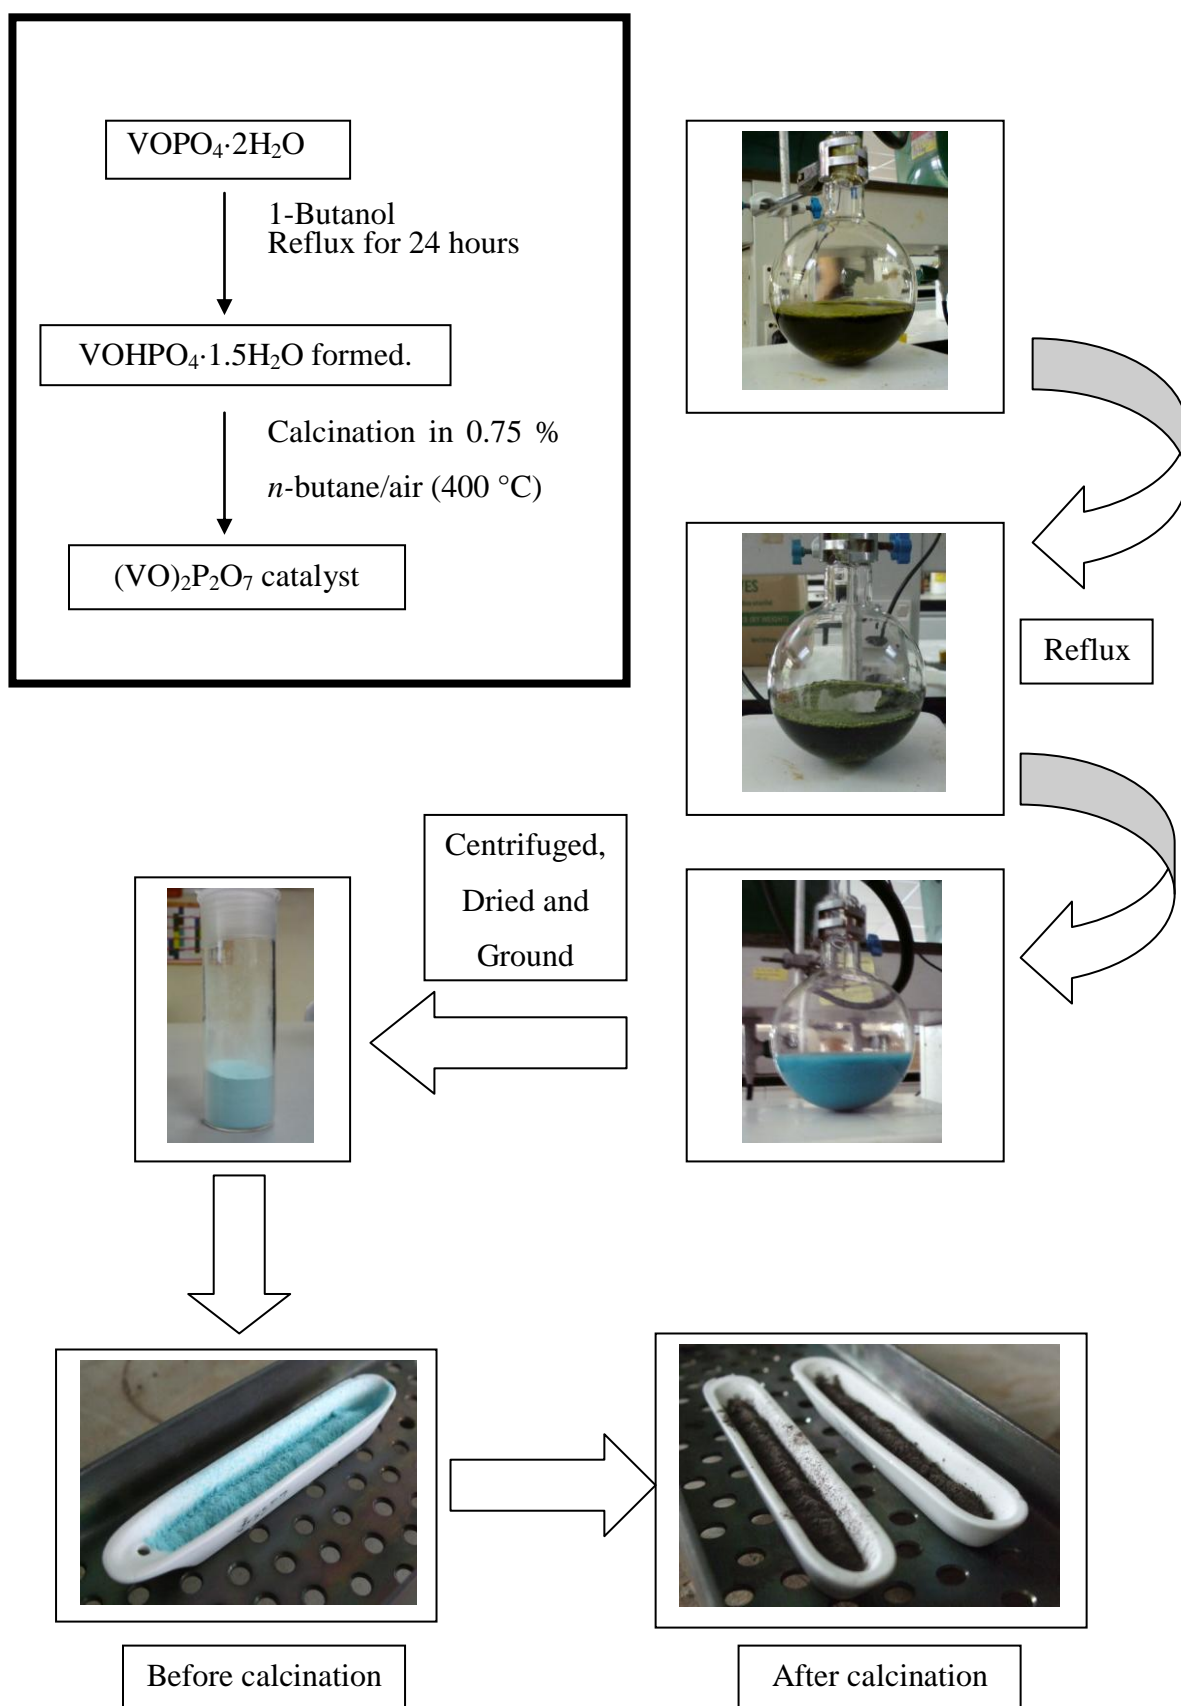 VOPO₄·2H₂O
1-Butanol
Reflux for 24 hours
VOHPO₄·1.5H₂O formed.
Calcination in 0.75 %
n-butane/air (400 °C)
(VO)₂P₂O₇ catalyst
Reflux
Centrifuged,
Dried and
Ground
Before calcination
After calcination